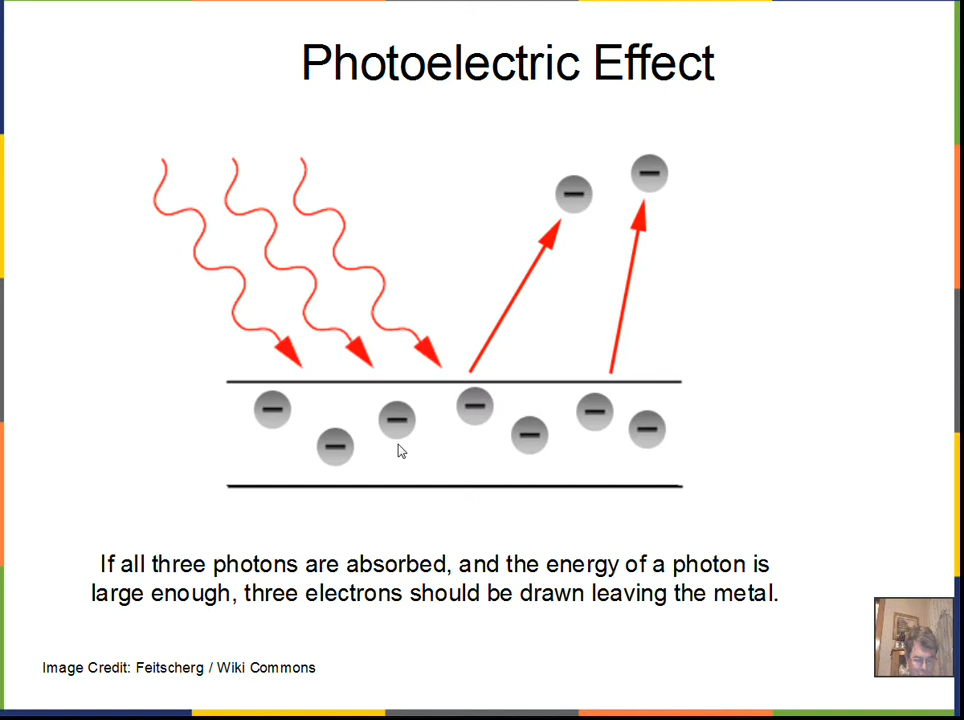 Photoelectric Effect
If all three photons are absorbed, and the energy of a photon is
large enough, three electrons should be drawn leaving the metal.
Image Credit: Feitscherg / Wiki Commons